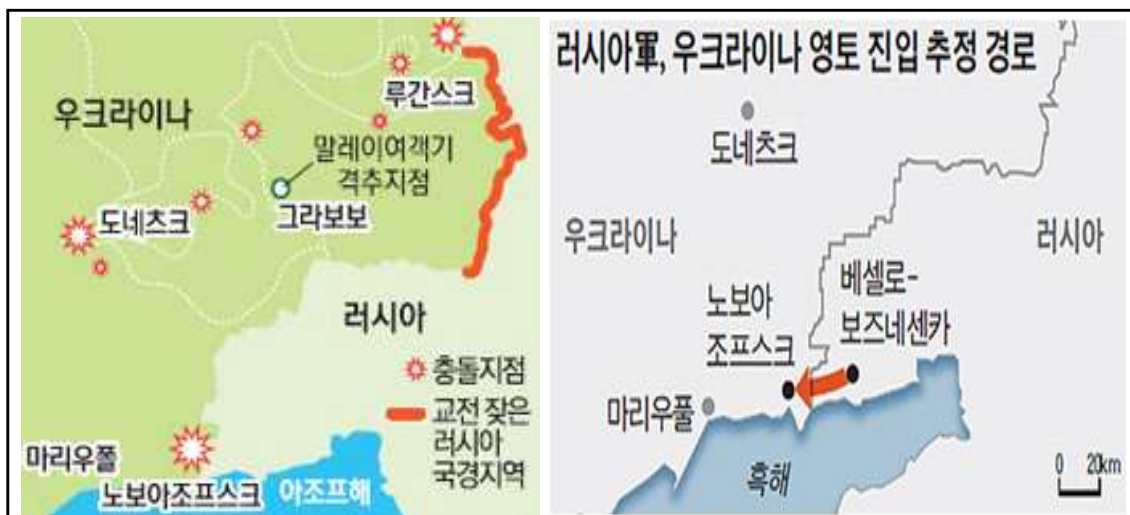 우크라이나
루간스크
말레이여객기
격추지점
도네츠크
그라보보
러시아
충돌지점
교전 잦은
러시아
국경지역
마리우폴
노보아조프스크
아조프해
러시아軍, 우크라이나 영토 진입 추정 경로
도네츠크
우크라이나
러시아
베셀로-
보즈네센카
노보아
조프스크
마리우풀
흑해
0 20km